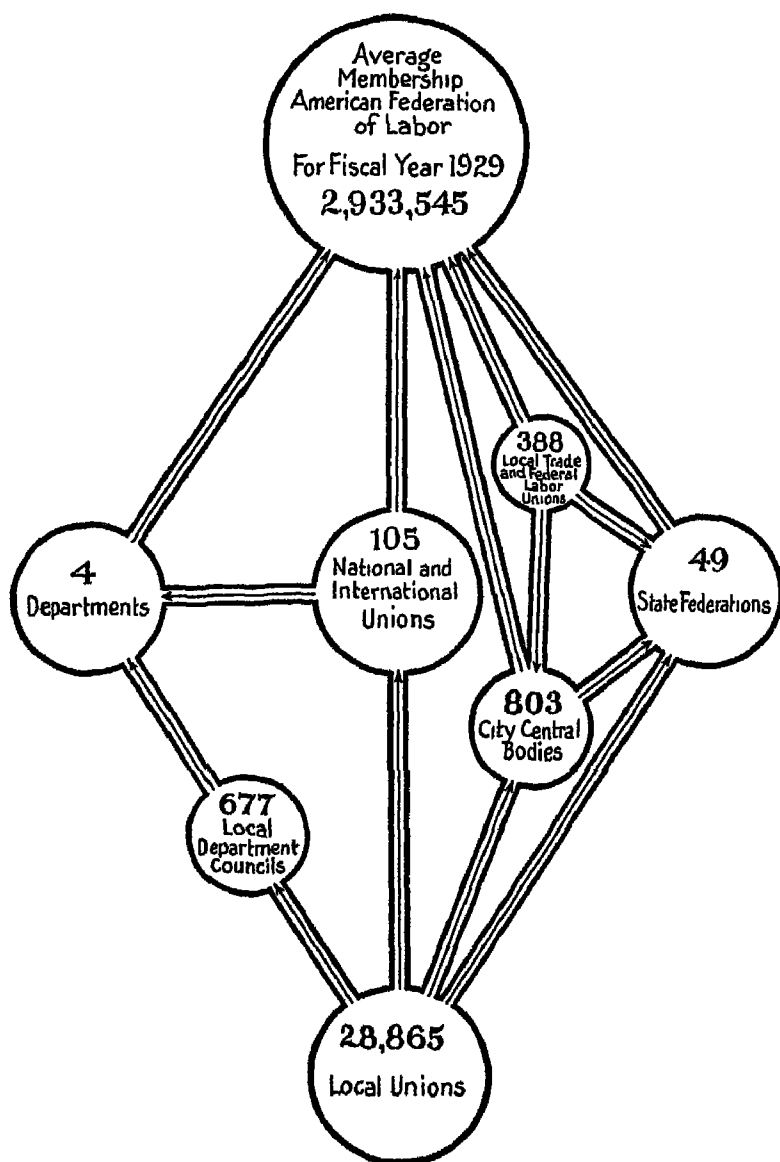 Average
Membership
American Federation
of Labor
For Fiscal Year 1929
2,933,545
388
Local Trade
and Federal
Labor
Unions
105
National and
International
Unions
4
Departments
49
State Federations
803
City Central
Bodies
677
Local
Department
Councils
28,865
Local Unions